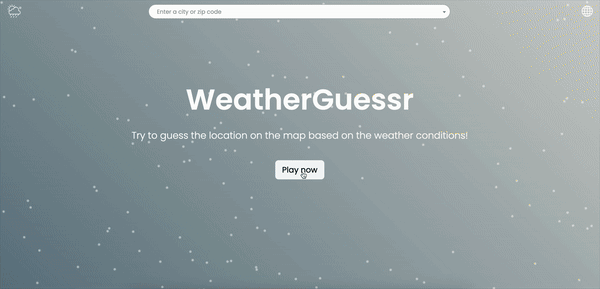 Enter a city or zip code
WeatherGuessr
Try to guess the location on the map based on the weather conditions!
Play now